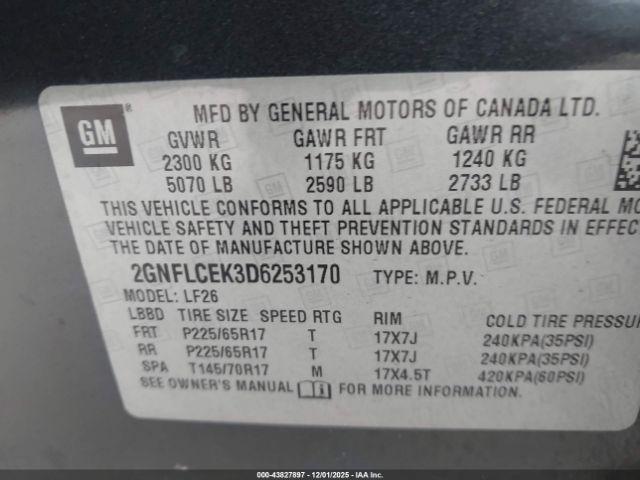 GM ®
MFD BY GENERAL MOTORS OF CANADA LTD.
GVWR GAWR FRT GAWR RR
2300 KG 1175 KG 1240 KG
5070 LB 2590 LB 2733 LB
THIS VEHICLE CONFORMS TO ALL APPLICABLE U.S. FEDERAL MO
VEHICLE SAFETY AND THEFT PREVENTION STANDARDS IN EFFEC
THE DATE OF MANUFACTURE SHOWN ABOVE.
2GNFLCEK3D6253170 TYPE: M.P.V.
MODEL: LF26
LBBD TIRE SIZE SPEED RTG RIM COLD TIRE PRESSU
FRT P225/65R17 T 17X7J 240KPA(35PSI)
RR P225/65R17 T 17X7J 240KPA(35PSI)
SPA T145/70R17 M 17X4.5T 420KPA(60PSI)
SEE OWNER'S MANUAL FOR MORE INFORMATION.
000-43827897 - 12/01/2025 - IAA Inc.